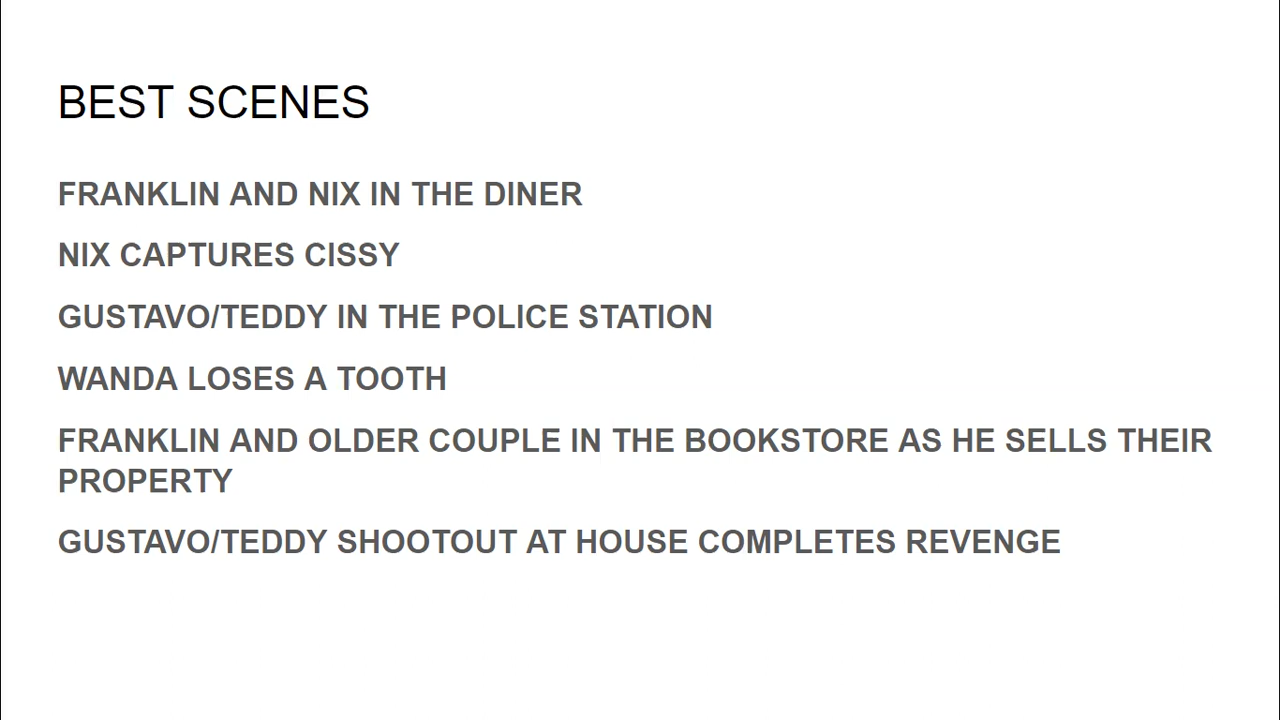 BEST SCENES
FRANKLIN AND NIX IN THE DINER
NIX CAPTURES CISSY
GUSTAVO/TEDDY IN THE POLICE STATION
WANDA LOSES A TOOTH
FRANKLIN AND OLDER COUPLE IN THE BOOKSTORE AS HE SELLS THEIR
PROPERTY
GUSTAVO/TEDDY SHOOTOUT AT HOUSE COMPLETES REVENGE